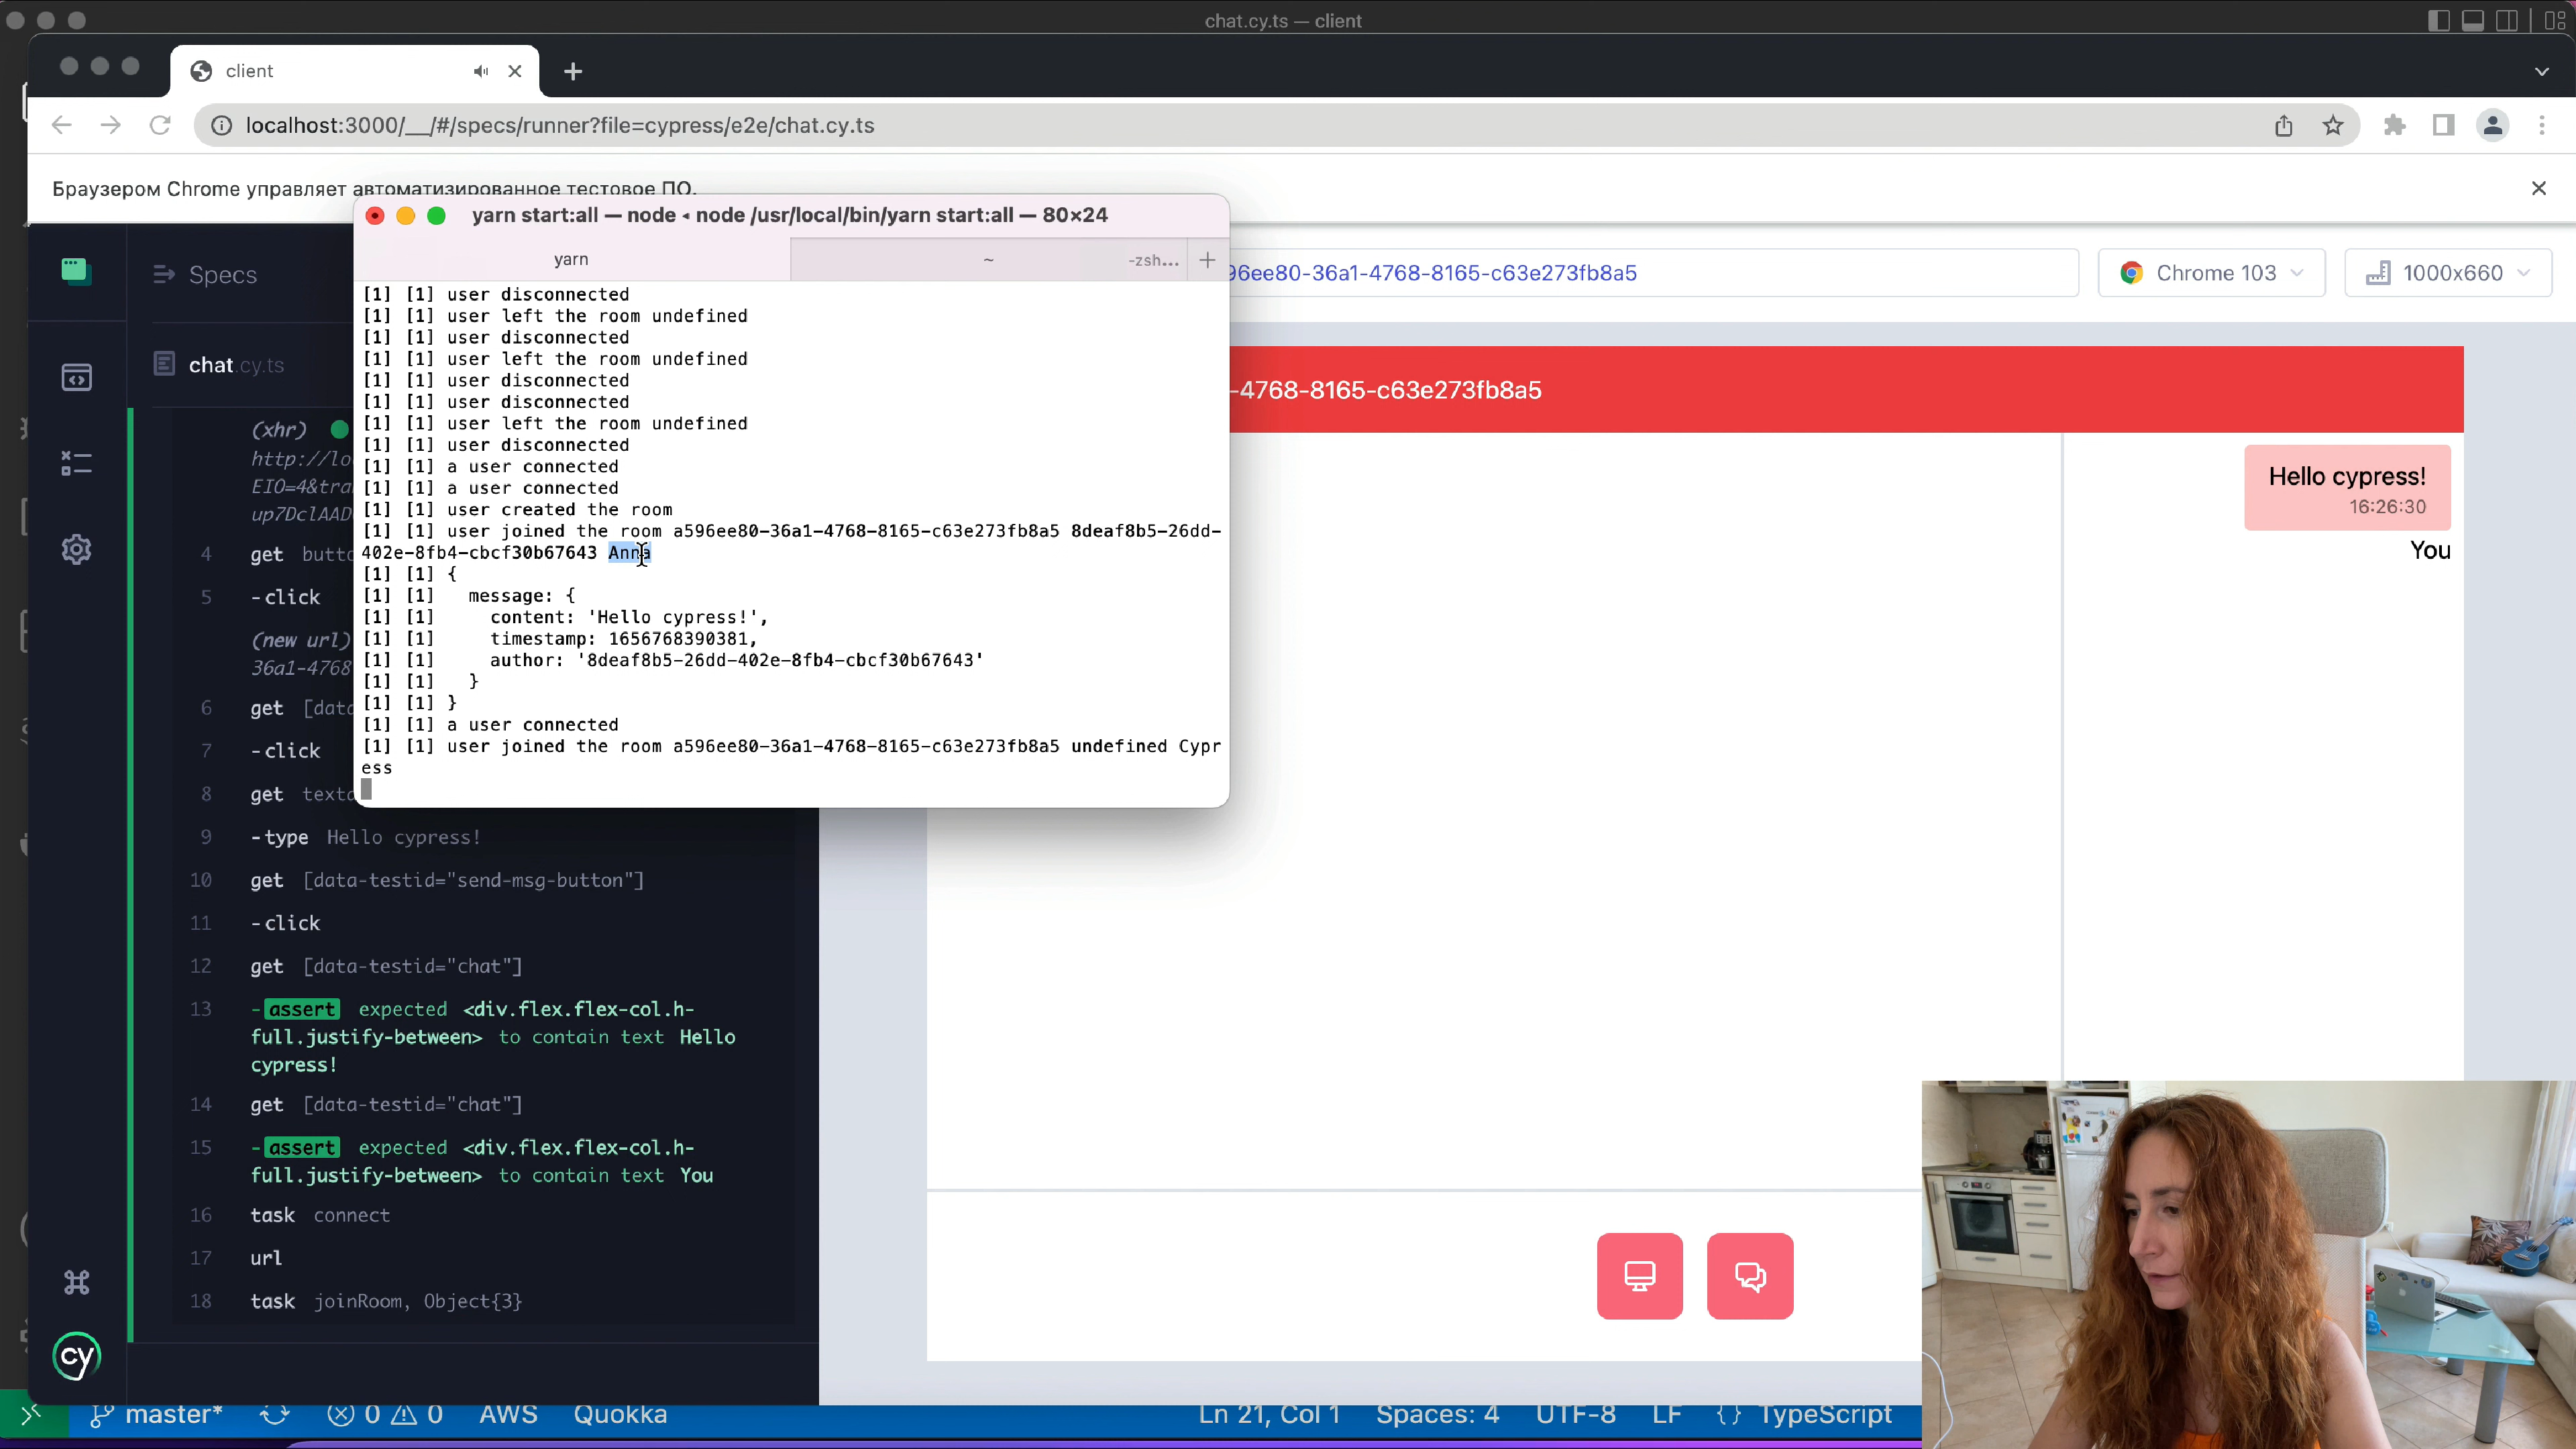 chat.cy.ts — client
client
localhost:3000/__/#/specs/runner?file=cypress/e2e/chat.cy.ts
Браузером Chrome управляет автоматизированное тестовое ПО.
yarn start:all — node ◂ node /usr/local/bin/yarn start:all — 80×24
yarn
~
-zsh...
Specs
96ee80-36a1-4768-8165-c63e273fb8a5
Chrome 103
1000x660
chat.cy.ts
[1] [1] user disconnected
[1] [1] user left the room undefined
[1] [1] user disconnected
[1] [1] user left the room undefined
[1] [1] user disconnected
[1] [1] user disconnected
[1] [1] user left the room undefined
[1] [1] user disconnected
[1] [1] a user connected
[1] [1] a user connected
[1] [1] user created the room
[1] [1] user joined the room a596ee80-36a1-4768-8165-c63e273fb8a5 8deaf8b5-26dd-
402e-8fb4-cbcf30b67643 Anna
[1] [1] {
[1] [1] message: {
[1] [1] content: 'Hello cypress!',
[1] [1] timestamp: 1656768390381,
[1] [1] author: '8deaf8b5-26dd-402e-8fb4-cbcf30b67643'
[1] [1] }
[1] [1] }
[1] [1] a user connected
[1] [1] user joined the room a596ee80-36a1-4768-8165-c63e273fb8a5 undefined Cypr
ess
-4768-8165-c63e273fb8a5
Hello cypress!
16:26:30
You
(xhr)
http://lo
EIO=4&tra
up7DclAAD
4 get butto
5 -click
(new url)
36a1-4768
6 get [data
7 -click
8 get texta
9 -type Hello cypress!
10 get [data-testid="send-msg-button"]
11 -click
12 get [data-testid="chat"]
13 -assert expected <div.flex.flex-col.h-
full.justify-between> to contain text Hello
cypress!
14 get [data-testid="chat"]
15 -assert expected <div.flex.flex-col.h-
full.justify-between> to contain text You
16 task connect
17 url
18 task joinRoom, Object{3}
cy
master*
0
0
AWS
Quokka
Ln 21, Col 1
Spaces: 4
UTF-8
LF
{} TypeScript